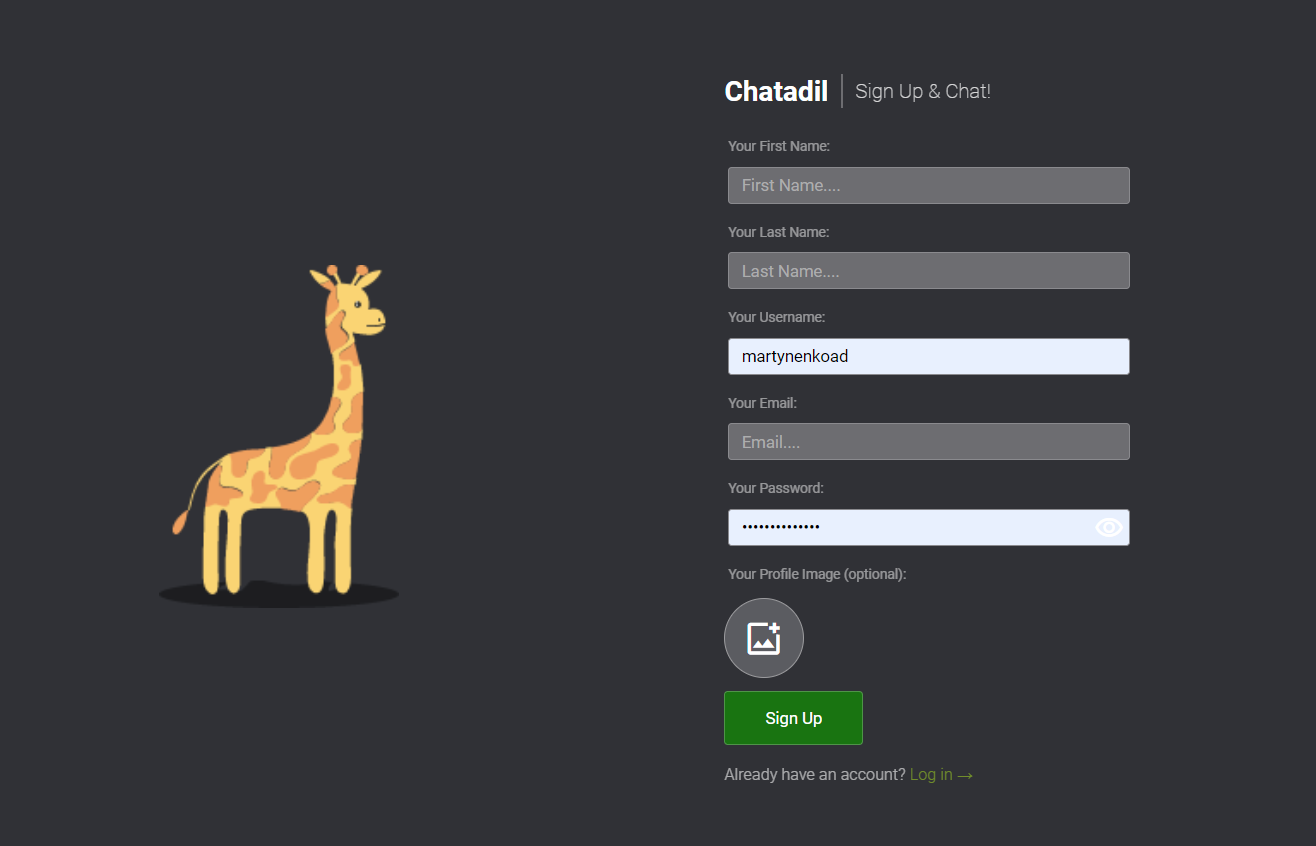 Chatadil Sign Up & Chat!
Your First Name:
First Name....
Your Last Name:
Last Name....
Your Username:
martynenkoad
Your Email:
Email....
Your Password:
••••••••••••••
Your Profile Image (optional):
Sign Up
Already have an account? Log in →